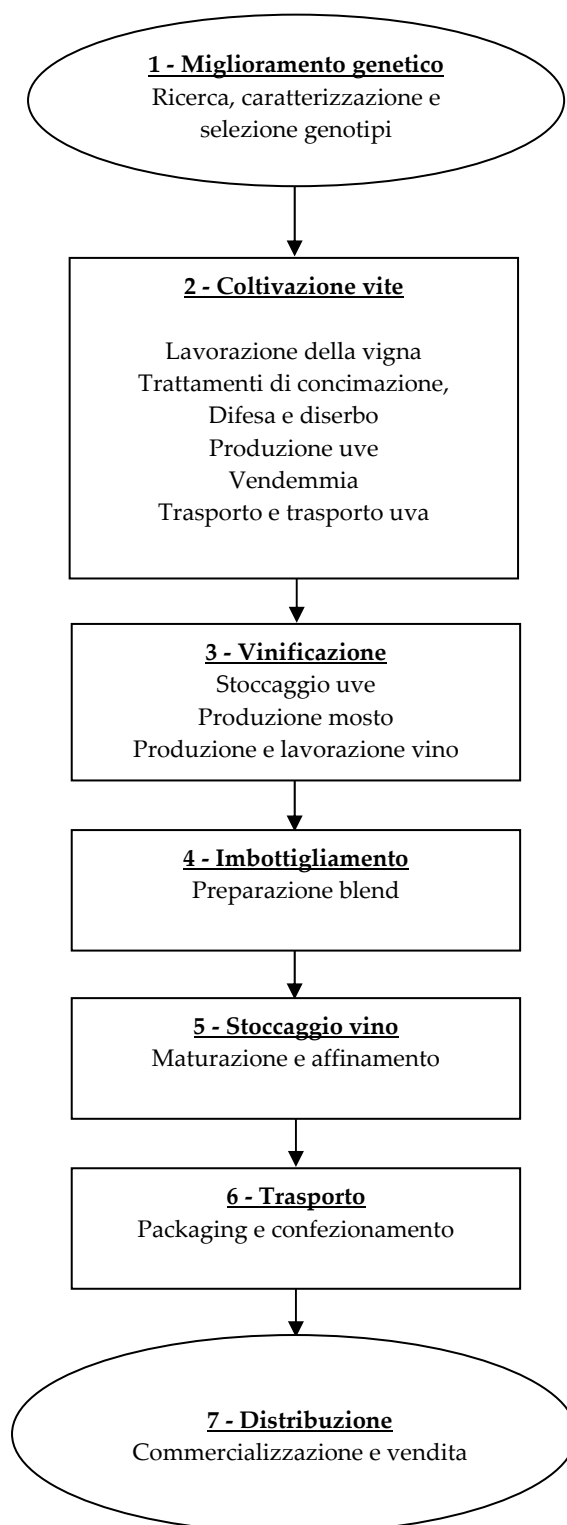 1 - Miglioramento genetico
Ricerca, caratterizzazione e
selezione genotipi
2 - Coltivazione vite
Lavorazione della vigna
Trattamenti di concimazione,
Difesa e diserbo
Produzione uve
Vendemmia
Trasporto e trasporto uva
3 - Vinificazione
Stoccaggio uve
Produzione mosto
Produzione e lavorazione vino
4 - Imbottigliamento
Preparazione blend
5 - Stoccaggio vino
Maturazione e affinamento
6 - Trasporto
Packaging e confezionamento
7 - Distribuzione
Commercializzazione e vendita